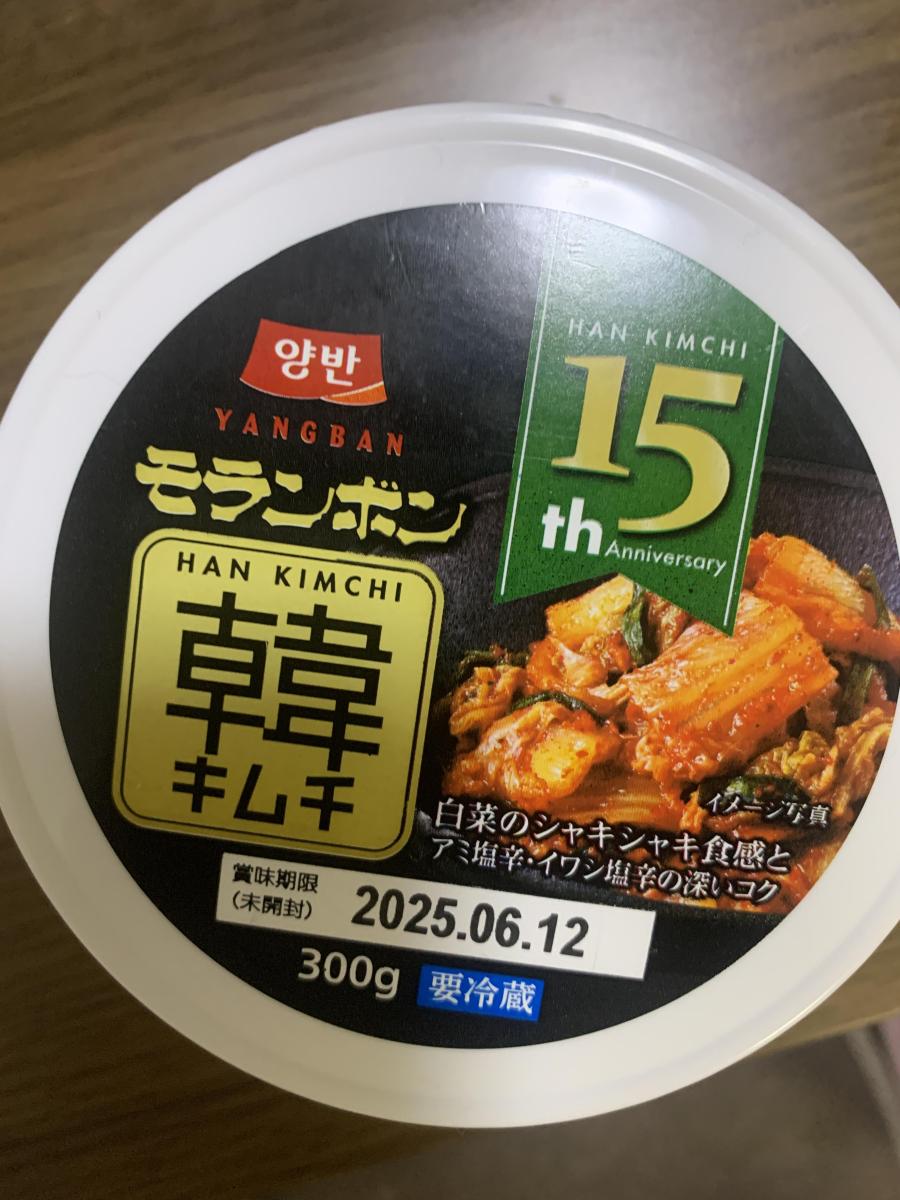 양반
YANGBAN
モランボン
HAN KIMCHI
韓
キムチ
HAN KIMCHI
15
th Anniversary
イメージ写真
白菜のシャキシャキ食感と
アミ塩辛・イワシ塩辛の深いコク
賞味期限
(未開封)
2025.06.12
300g 要冷蔵